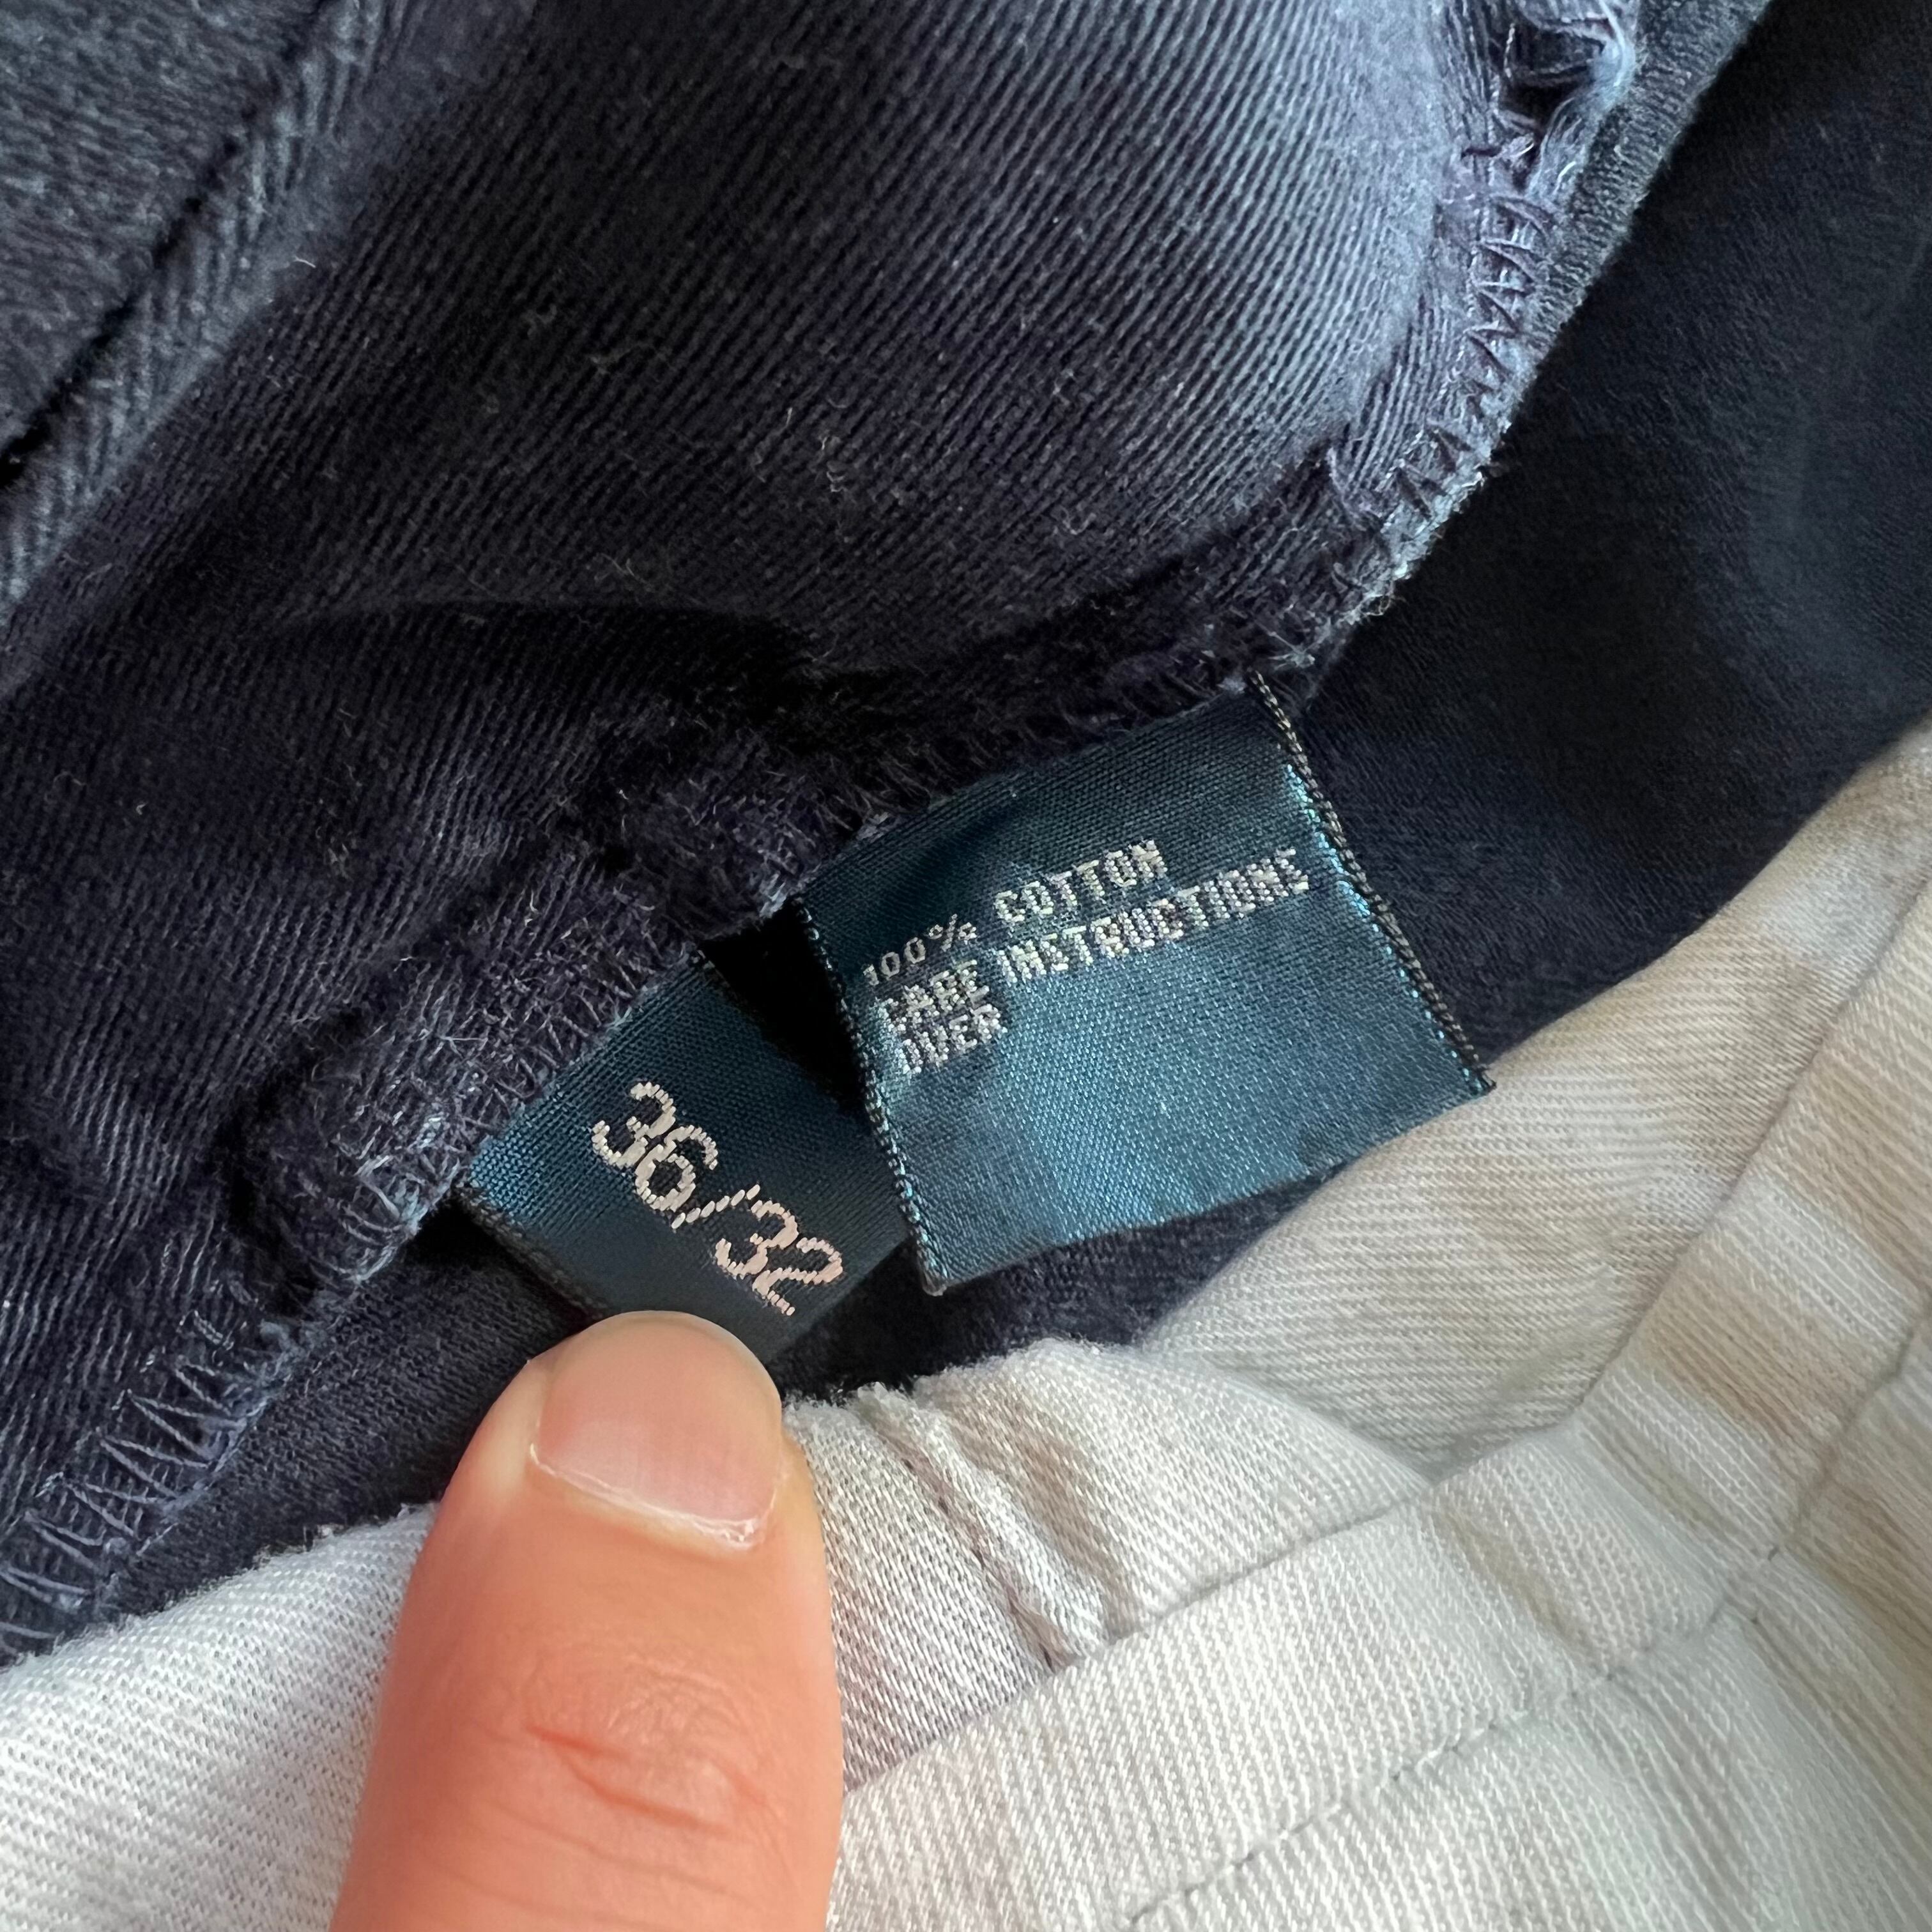 100% COTTON
CARE INSTRUCTIONS
OVER
36/32